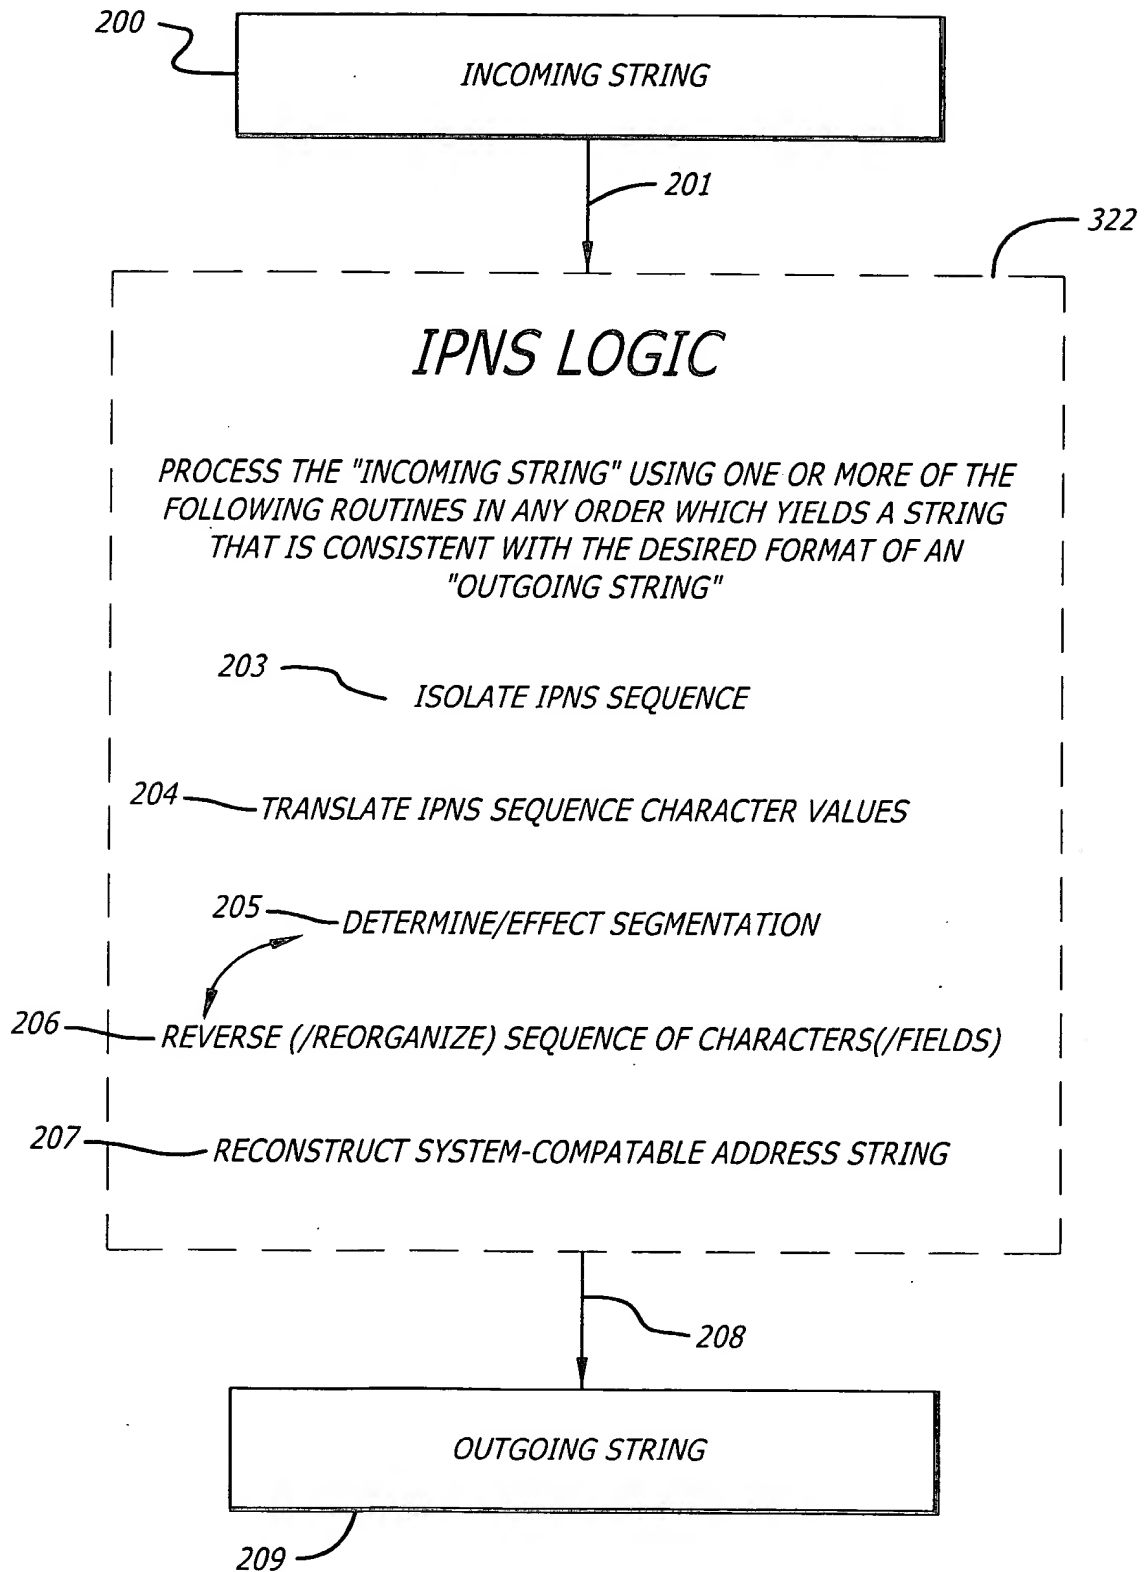 200
INCOMING STRING
201
322
IPNS LOGIC
PROCESS THE "INCOMING STRING" USING ONE OR MORE OF THE
FOLLOWING ROUTINES IN ANY ORDER WHICH YIELDS A STRING
THAT IS CONSISTENT WITH THE DESIRED FORMAT OF AN
"OUTGOING STRING"
203
ISOLATE IPNS SEQUENCE
204 TRANSLATE IPNS SEQUENCE CHARACTER VALUES
205 DETERMINE/EFFECT SEGMENTATION
206 REVERSE (/REORGANIZE) SEQUENCE OF CHARACTERS(/FIELDS)
207 RECONSTRUCT SYSTEM-COMPATABLE ADDRESS STRING
208
OUTGOING STRING
209